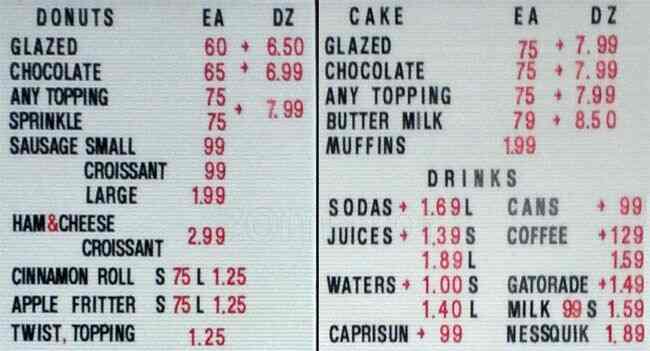 DONUTS EA DZ
GLAZED 60 + 6.50
CHOCOLATE 65 + 6.99
ANY TOPPING 75
+ 7.99
SPRINKLE 75
SAUSAGE SMALL 99
CROISSANT 99
LARGE 1.99
HAM&CHEESE
CROISSANT 2.99
CINNAMON ROLL S 75 L 1.25
APPLE FRITTER S 75 L 1.25
TWIST, TOPPING 1.25
CAKE EA DZ
GLAZED 75 + 7.99
CHOCOLATE 75 + 7.99
ANY TOPPING 75 + 7.99
BUTTER MILK 79 + 8.50
MUFFINS 1.99
DRINKS
SODAS + 1.69 L CANS + 99
JUICES + 1.39 S COFFEE +129
1.89 L 1.59
WATERS + 1.00 S GATORADE +1.49
1.40 L MILK 99 S 1.59
CAPRISUN + 99 NESSQUIK 1.89